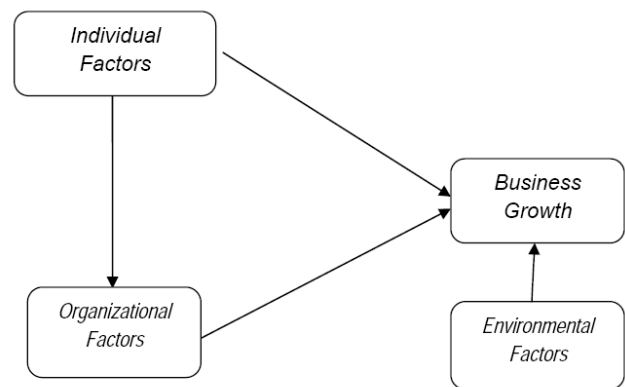 Individual
Factors
Business
Growth
Organizational
Factors
Environmental
Factors